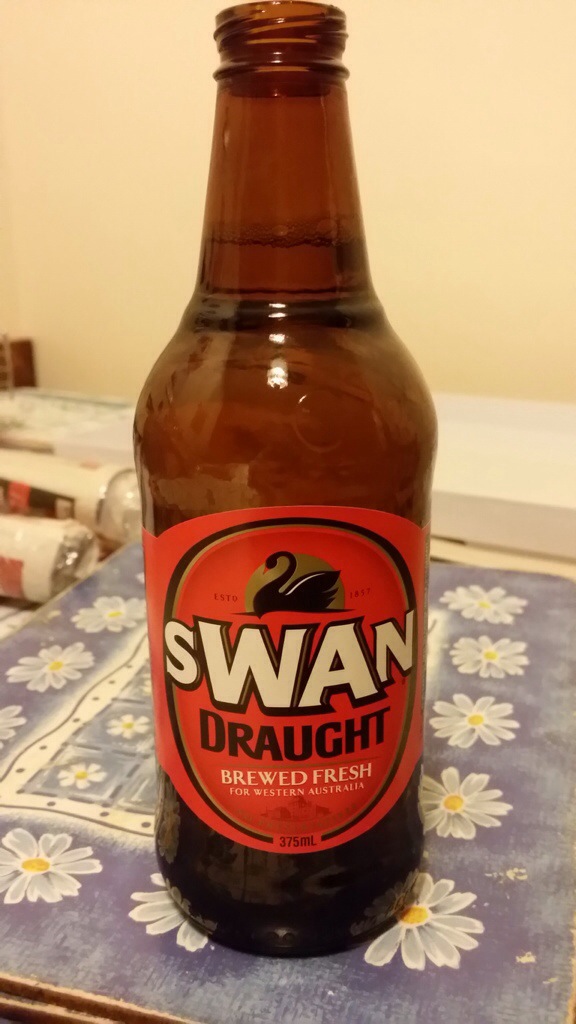 ESTD 1857
SWAN
DRAUGHT
BREWED FRESH
FOR WESTERN AUSTRALIA
375mL